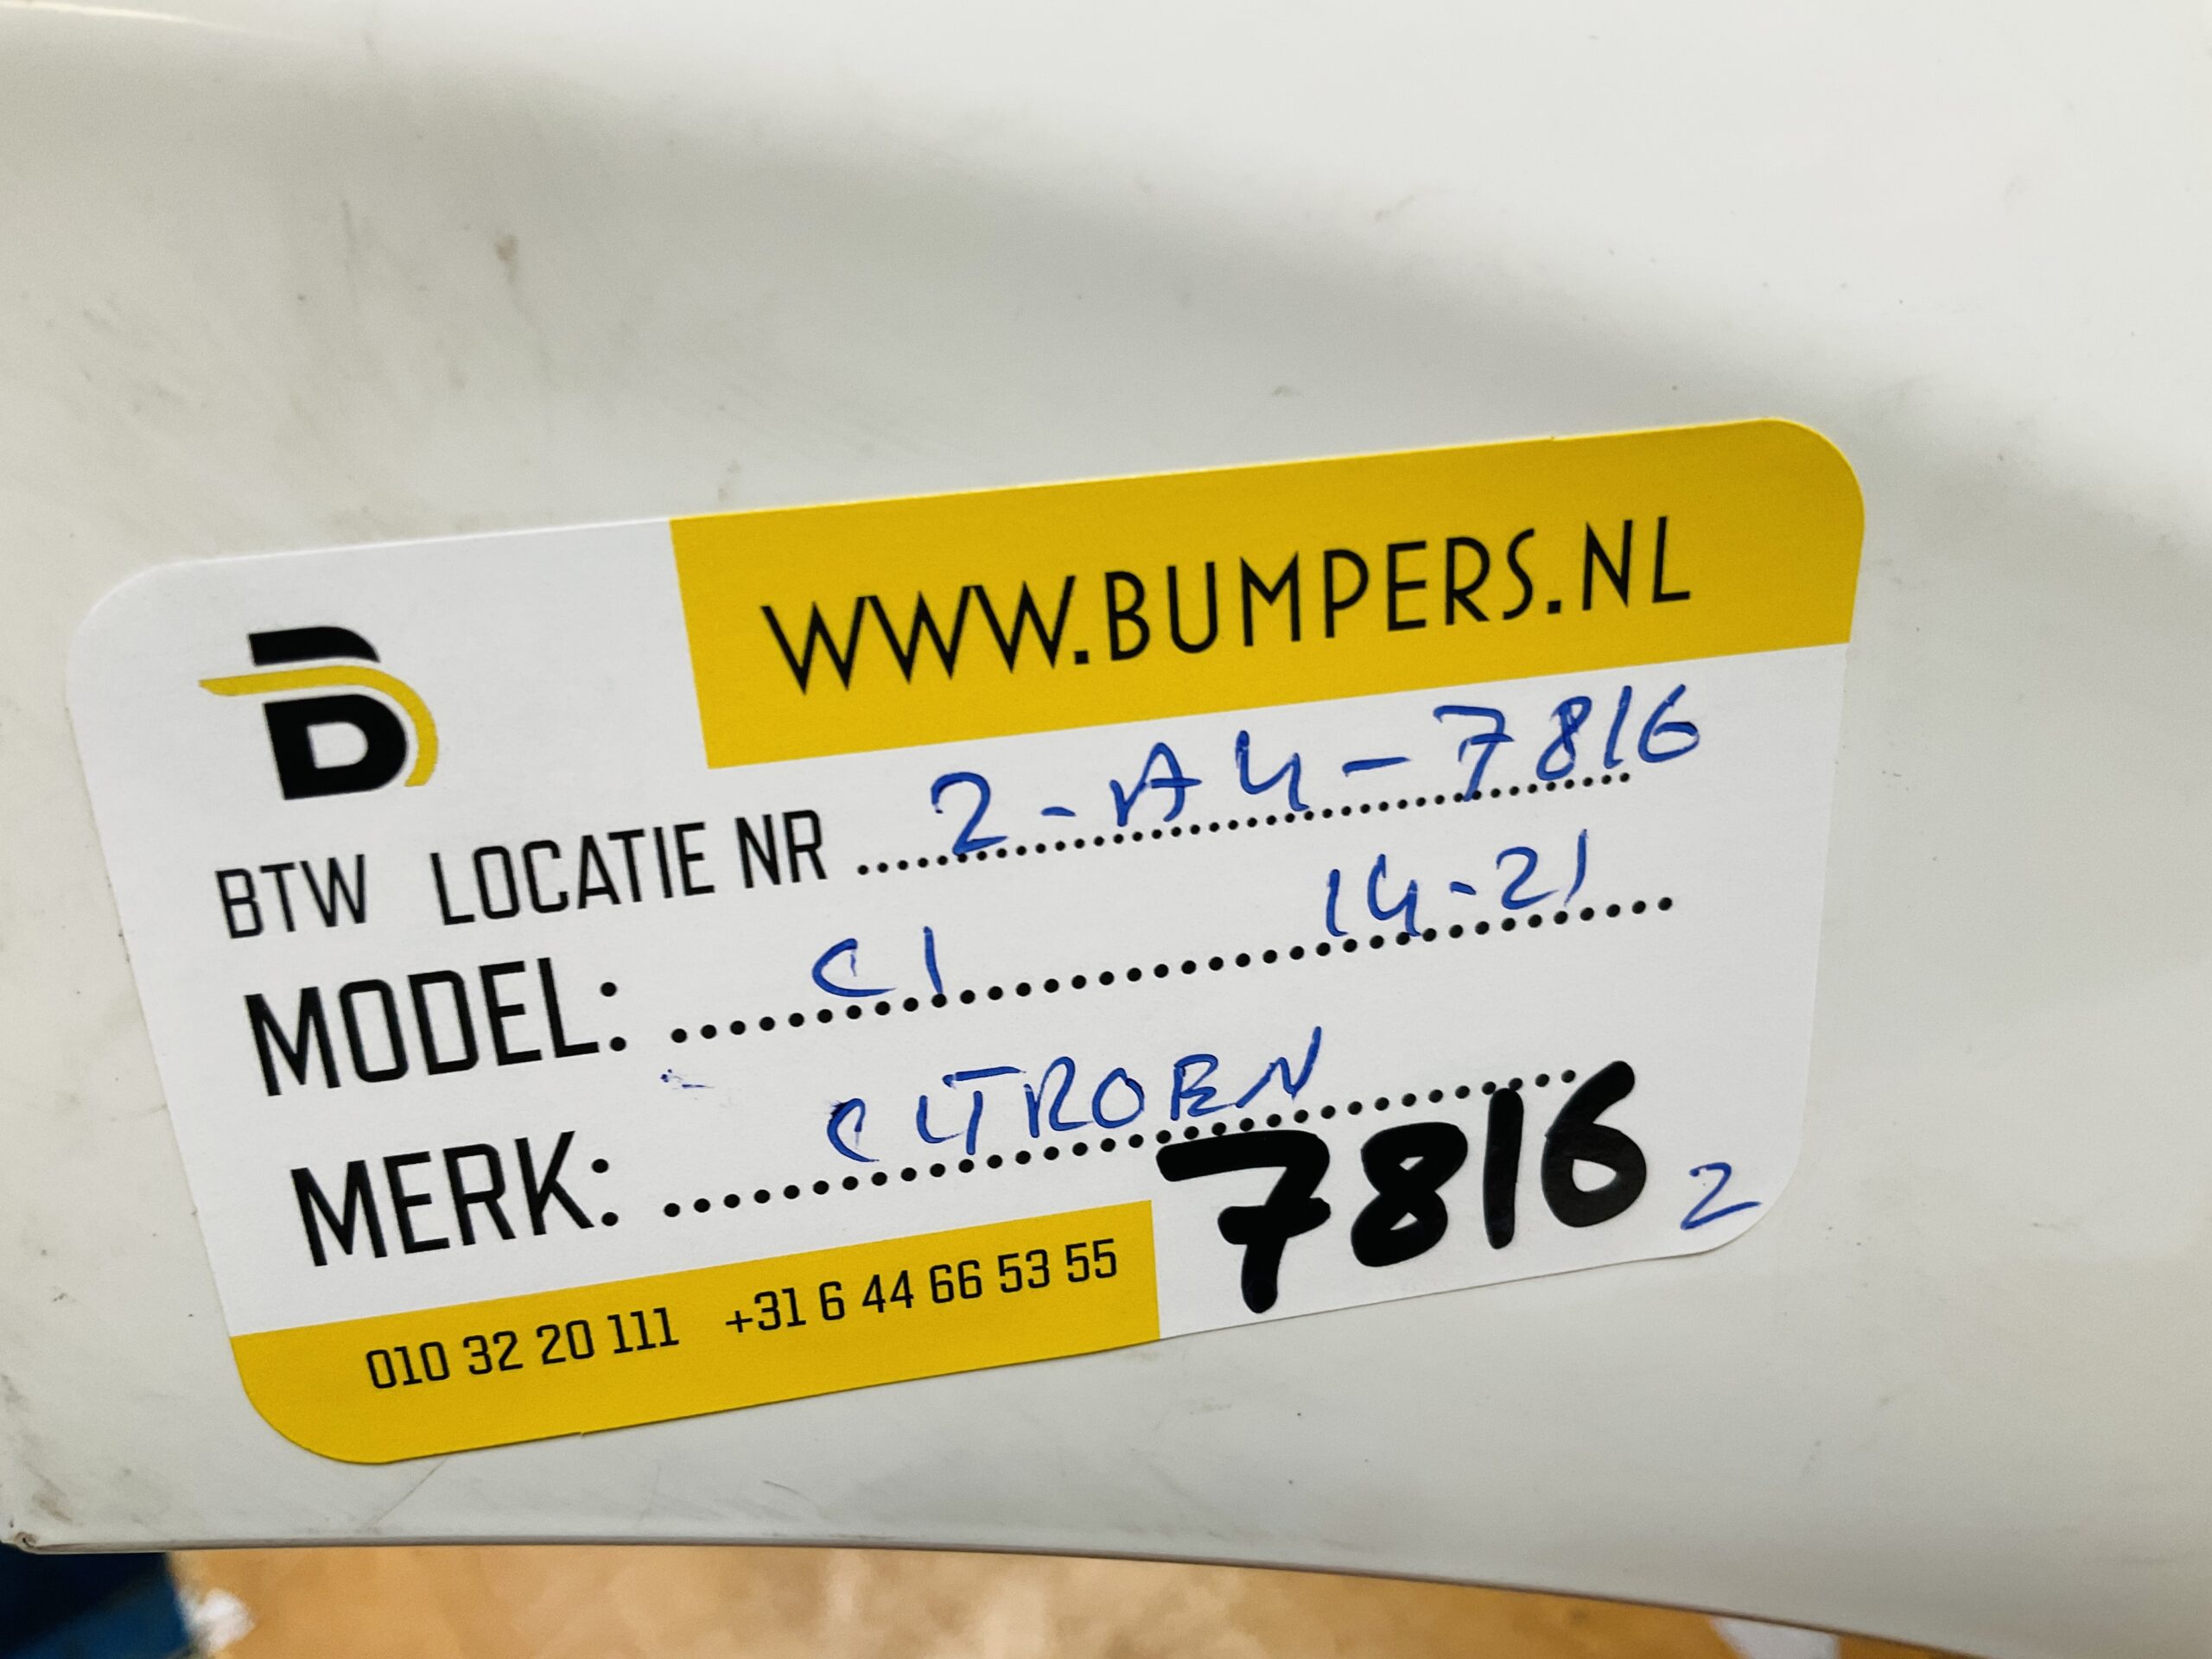 WWW.BUMPERS.NL
BTW LOCATIE NR 2-A4-7816
MODEL: C1 14-21
MERK: CITROEN
7816 2
010 32 20 111 +31 6 44 66 53 55